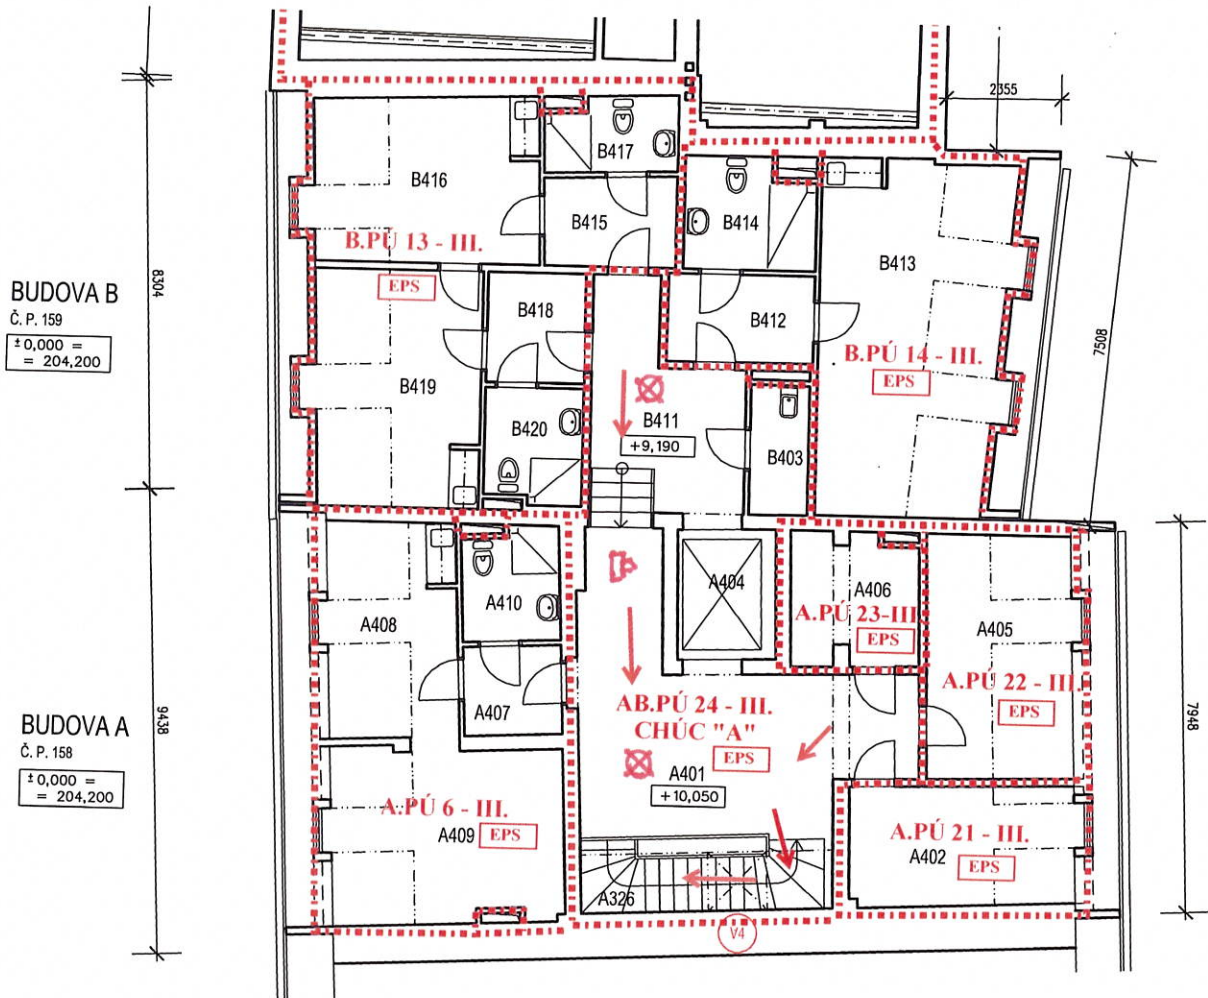 2355
B417
B416
B415
B414
B.PÚ 13 - III.
B413
EPS
8304
BUDOVA B
Č. P. 159
±0,000 =
= 204,200
B418
B412
7508
B.PÚ 14 - III.
EPS
B419
B411
+9,190
B420
B403
A404
A406
A410
A.PÚ 23-III
EPS
A408
A405
A.PÚ 22 - III.
EPS
A407
AB.PÚ 24 - III.
CHÚC "A"
EPS
BUDOVA A
Č. P. 158
±0,000 =
= 204,200
9438
7948
A401
+10,050
A.PÚ 6 - III.
A409
EPS
A.PÚ 21 - III.
A402
EPS
A326
V4